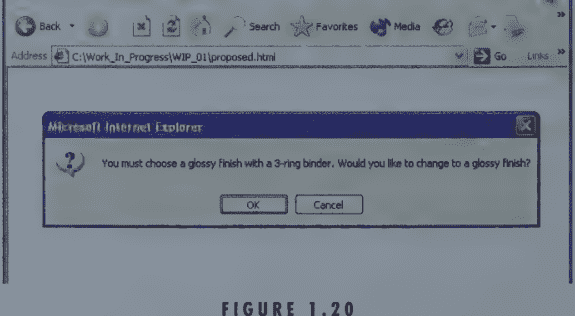 Back Search Favorites Media
Address C:\Work_In_Progress\WIP_01\proposed.html Go Links »
Microsoft Internet Explorer
You must choose a glossy finish with a 3-ring binder. Would you like to change to a glossy finish?
OK Cancel
FIGURE 1.20